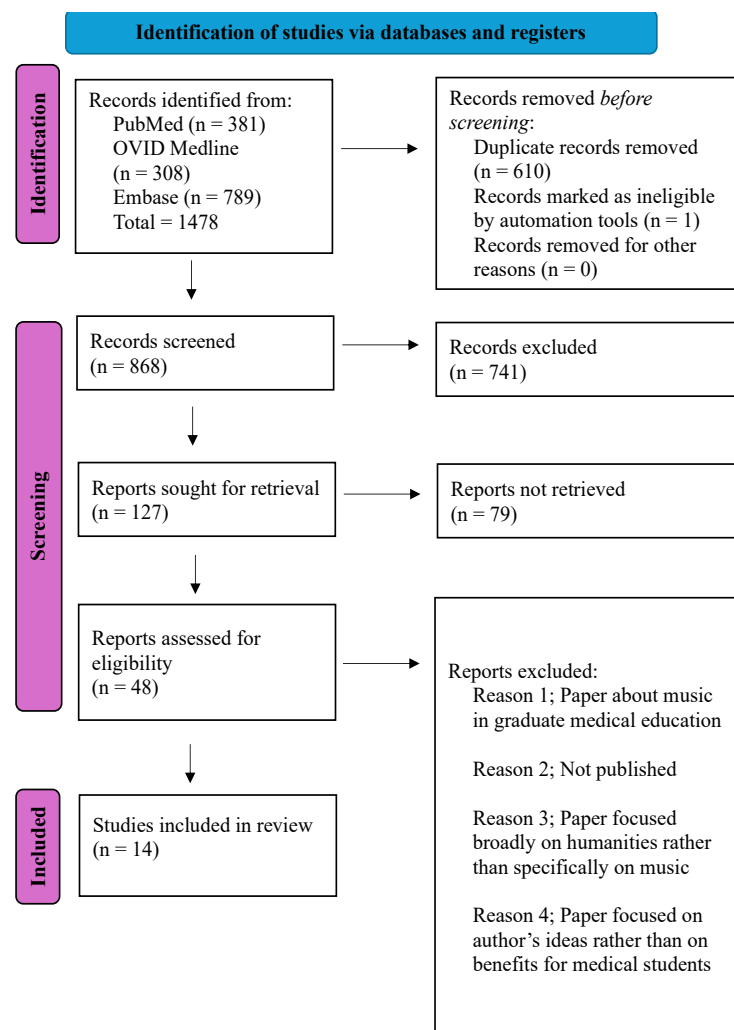 Identification of studies via databases and registers
Identification
Records identified from:
PubMed (n = 381)
OVID Medline
(n = 308)
Embase (n = 789)
Total = 1478
Records removed before
screening:
Duplicate records removed
(n = 610)
Records marked as ineligible
by automation tools (n = 1)
Records removed for other
reasons (n = 0)
Screening
Records screened
(n = 868)
Records excluded
(n = 741)
Reports sought for retrieval
(n = 127)
Reports not retrieved
(n = 79)
Reports assessed for
eligibility
(n = 48)
Reports excluded:
Reason 1; Paper about music
in graduate medical education
Reason 2; Not published
Reason 3; Paper focused
broadly on humanities rather
than specifically on music
Reason 4; Paper focused on
author’s ideas rather than on
benefits for medical students
Included
Studies included in review
(n = 14)